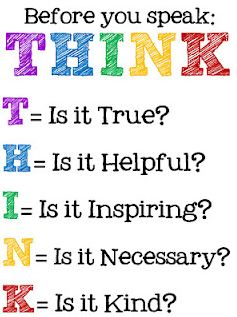 Before you speak:
THINK
T= Is it True?
H= Is it Helpful?
I= Is it Inspiring?
N= Is it Necessary?
K= Is it Kind?